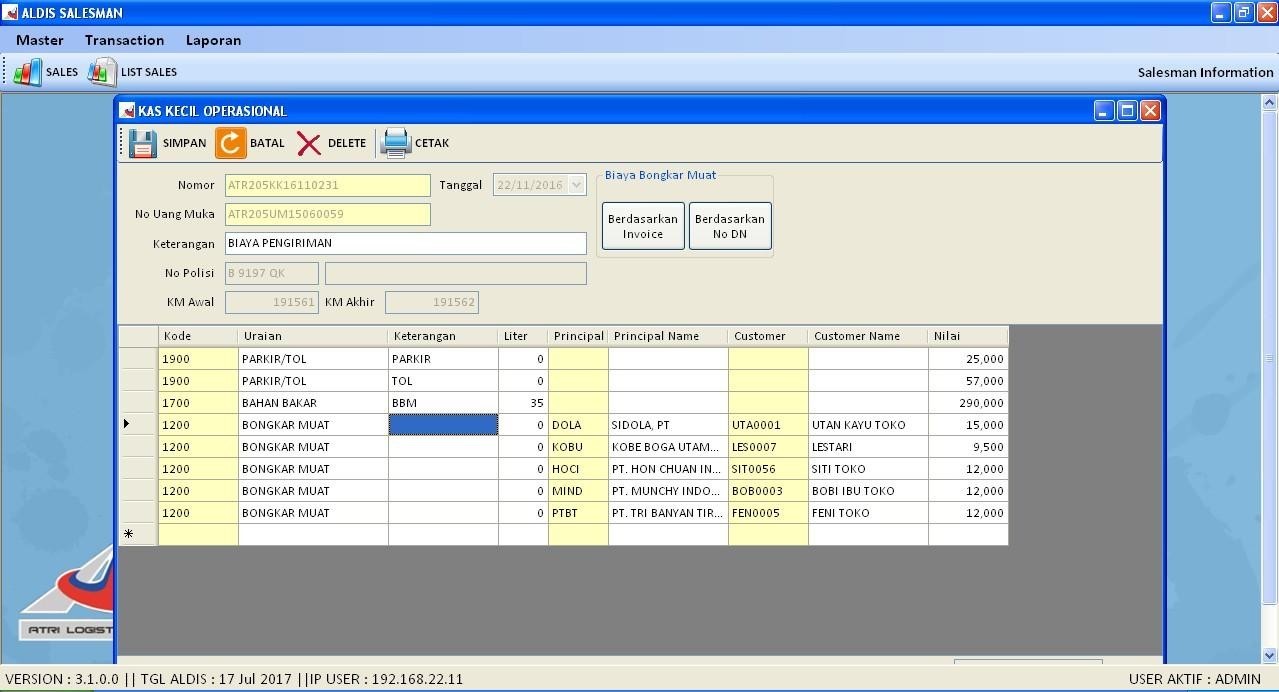 ALDIS SALESMAN
Master Transaction Laporan
SALES LIST SALES Salesman Information
KAS KECIL OPERASIONAL
SIMPAN BATAL DELETE CETAK
Nomor ATR205KK16110231 Tanggal 22/11/2016 Biaya Bongkar Muat
No Uang Muka ATR205UM15060059
Berdasarkan Invoice Berdasarkan No DN
Keterangan BIAYA PENGIRIMAN
No Polisi B 9197 QK
KM Awal 191561 KM Akhir 191562
Kode Uraian Keterangan Liter Principal Principal Name Customer Customer Name Nilai
1900 PARKIR/TOL PARKIR 0 25,000
1900 PARKIR/TOL TOL 0 57,000
1700 BAHAN BAKAR BBM 35 290,000
1200 BONGKAR MUAT 0 DOLA SIDOLA, PT UTA0001 UTAN KAYU TOKO 15,000
1200 BONGKAR MUAT 0 KOBU KOBE BOGA UTAM... LES0007 LESTARI 9,500
1200 BONGKAR MUAT 0 HOCI PT. HON CHUAN IN... SIT0056 SITI TOKO 12,000
1200 BONGKAR MUAT 0 MIND PT. MUNCHY INDO... BOB0003 BOBI IBU TOKO 12,000
1200 BONGKAR MUAT 0 PTBT PT. TRI BANYAN TIR... FEN0005 FENI TOKO 12,000
ATRI LOGIST
VERSION : 3.1.0.0 || TGL ALDIS : 17 Jul 2017 ||IP USER : 192.168.22.11 USER AKTIF : ADMIN